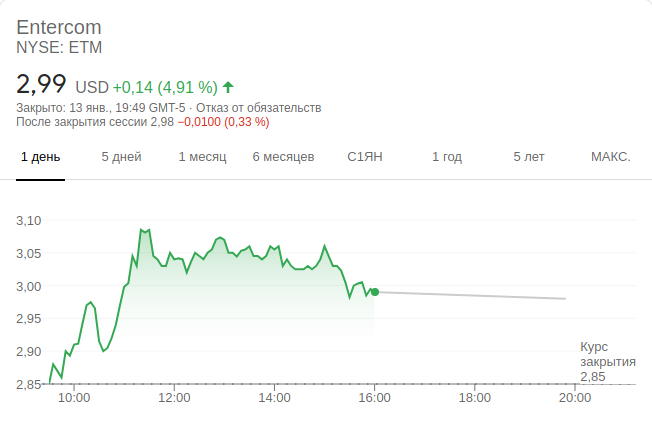 Entercom
NYSE: ETM
2,99 USD +0,14 (4,91 %)
Закрыто: 13 янв., 19:49 GMT-5 · Отказ от обязательств
После закрытия сессии 2,98 −0,0100 (0,33 %)
1 день 5 дней 1 месяц 6 месяцев С1ЯН 1 год 5 лет МАКС.
3,10
3,05
3,00
2,95
2,90
2,85
Курс
закрытия
2,85
10:00 12:00 14:00 16:00 18:00 20:00